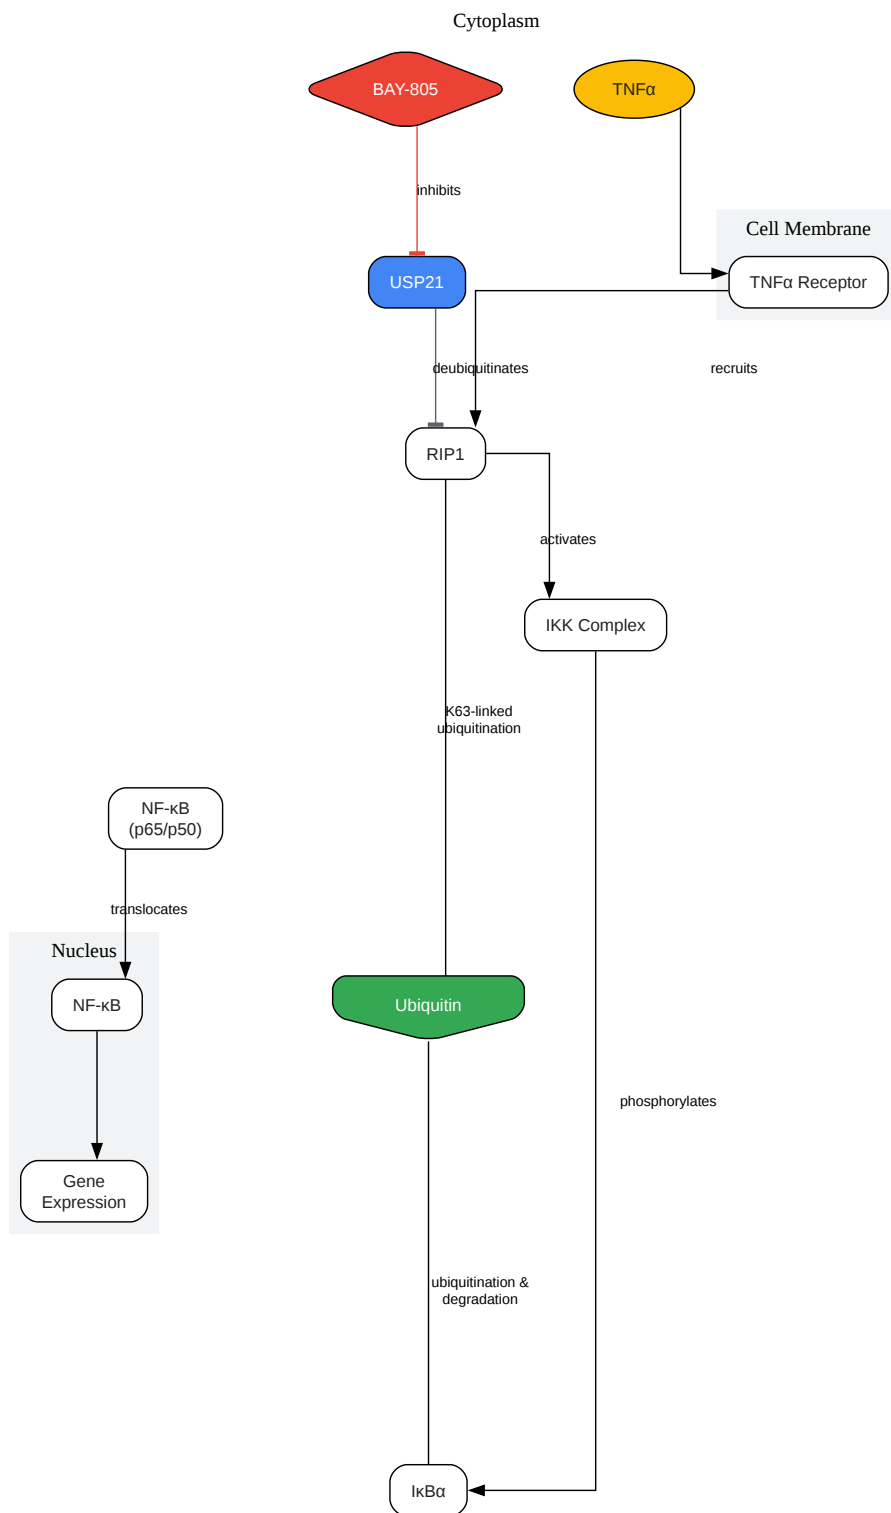 Cytoplasm
BAY-805
TNFα
inhibits
Cell Membrane
USP21
TNFα Receptor
deubiquitinates
recruits
RIP1
activates
IKK Complex
K63-linked
ubiquitination
NF-κB
(p65/p50)
translocates
Nucleus
NF-κB
Ubiquitin
phosphorylates
Gene
Expression
ubiquitination &
degradation
IκBα